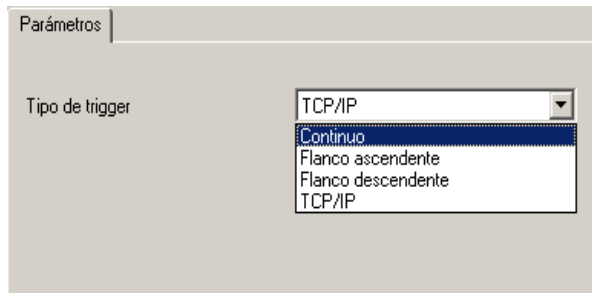 Parámetros
Tipo de trigger TCP/IP
Continuo
Flanco ascendente
Flanco descendente
TCP/IP